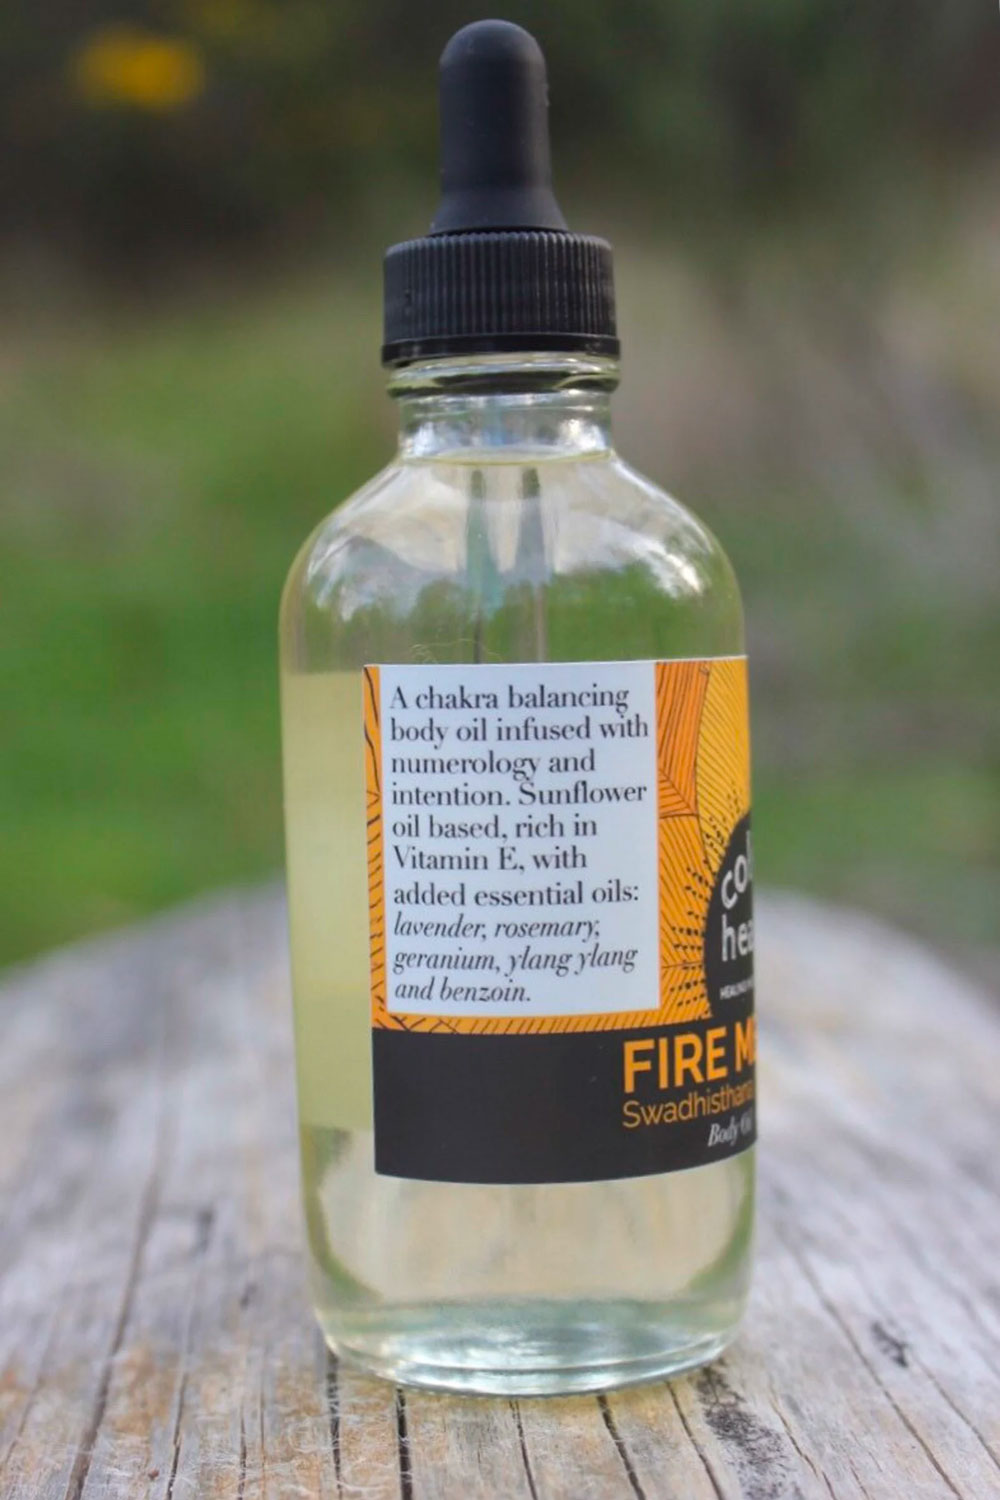 A chakra balancing
body oil infused with
numerology and
intention. Sunflower
oil based, rich in
Vitamin E, with
added essential oils:
lavender, rosemary,
geranium, ylang ylang
and benzoin.
FIRE
Swadhisthana
Body Oil